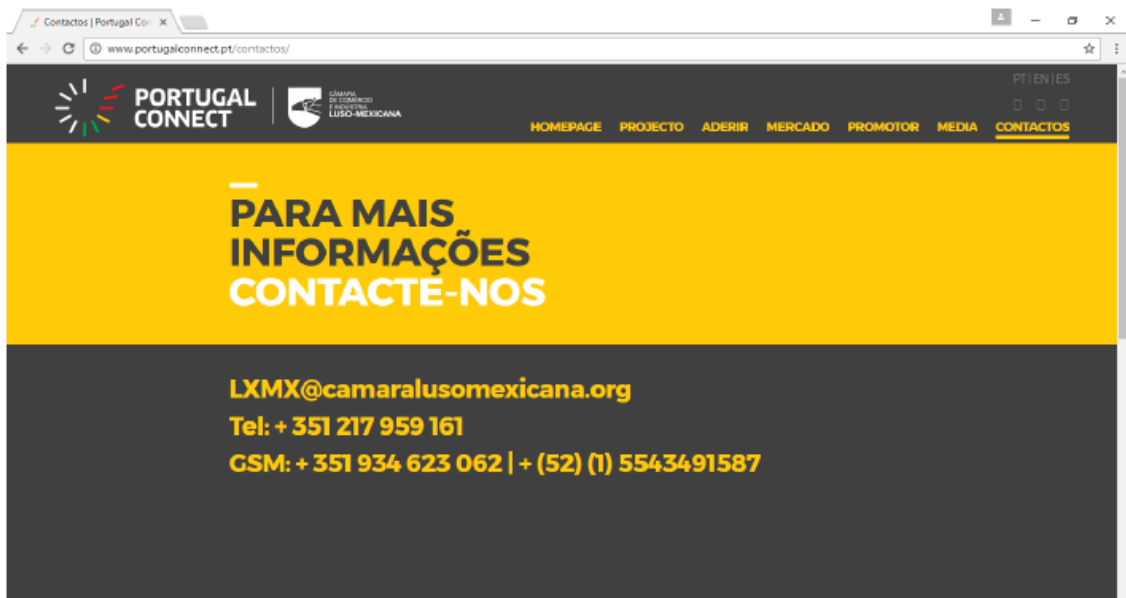 Contactos | Portugal Con
www.portugalconnect.pt/contactos/
PT | EN | ES
PORTUGAL
CONNECT
CÂMARA
DE COMÉRCIO
E INDÚSTRIA
LUSO-MEXICANA
HOMEPAGE PROJECTO ADERIR MERCADO PROMOTOR MEDIA CONTACTOS
PARA MAIS
INFORMAÇÕES
CONTACTE-NOS
LXMX@camaralusomexicana.org
Tel: + 351 217 959 161
GSM: + 351 934 623 062 | + (52) (1) 5543491587